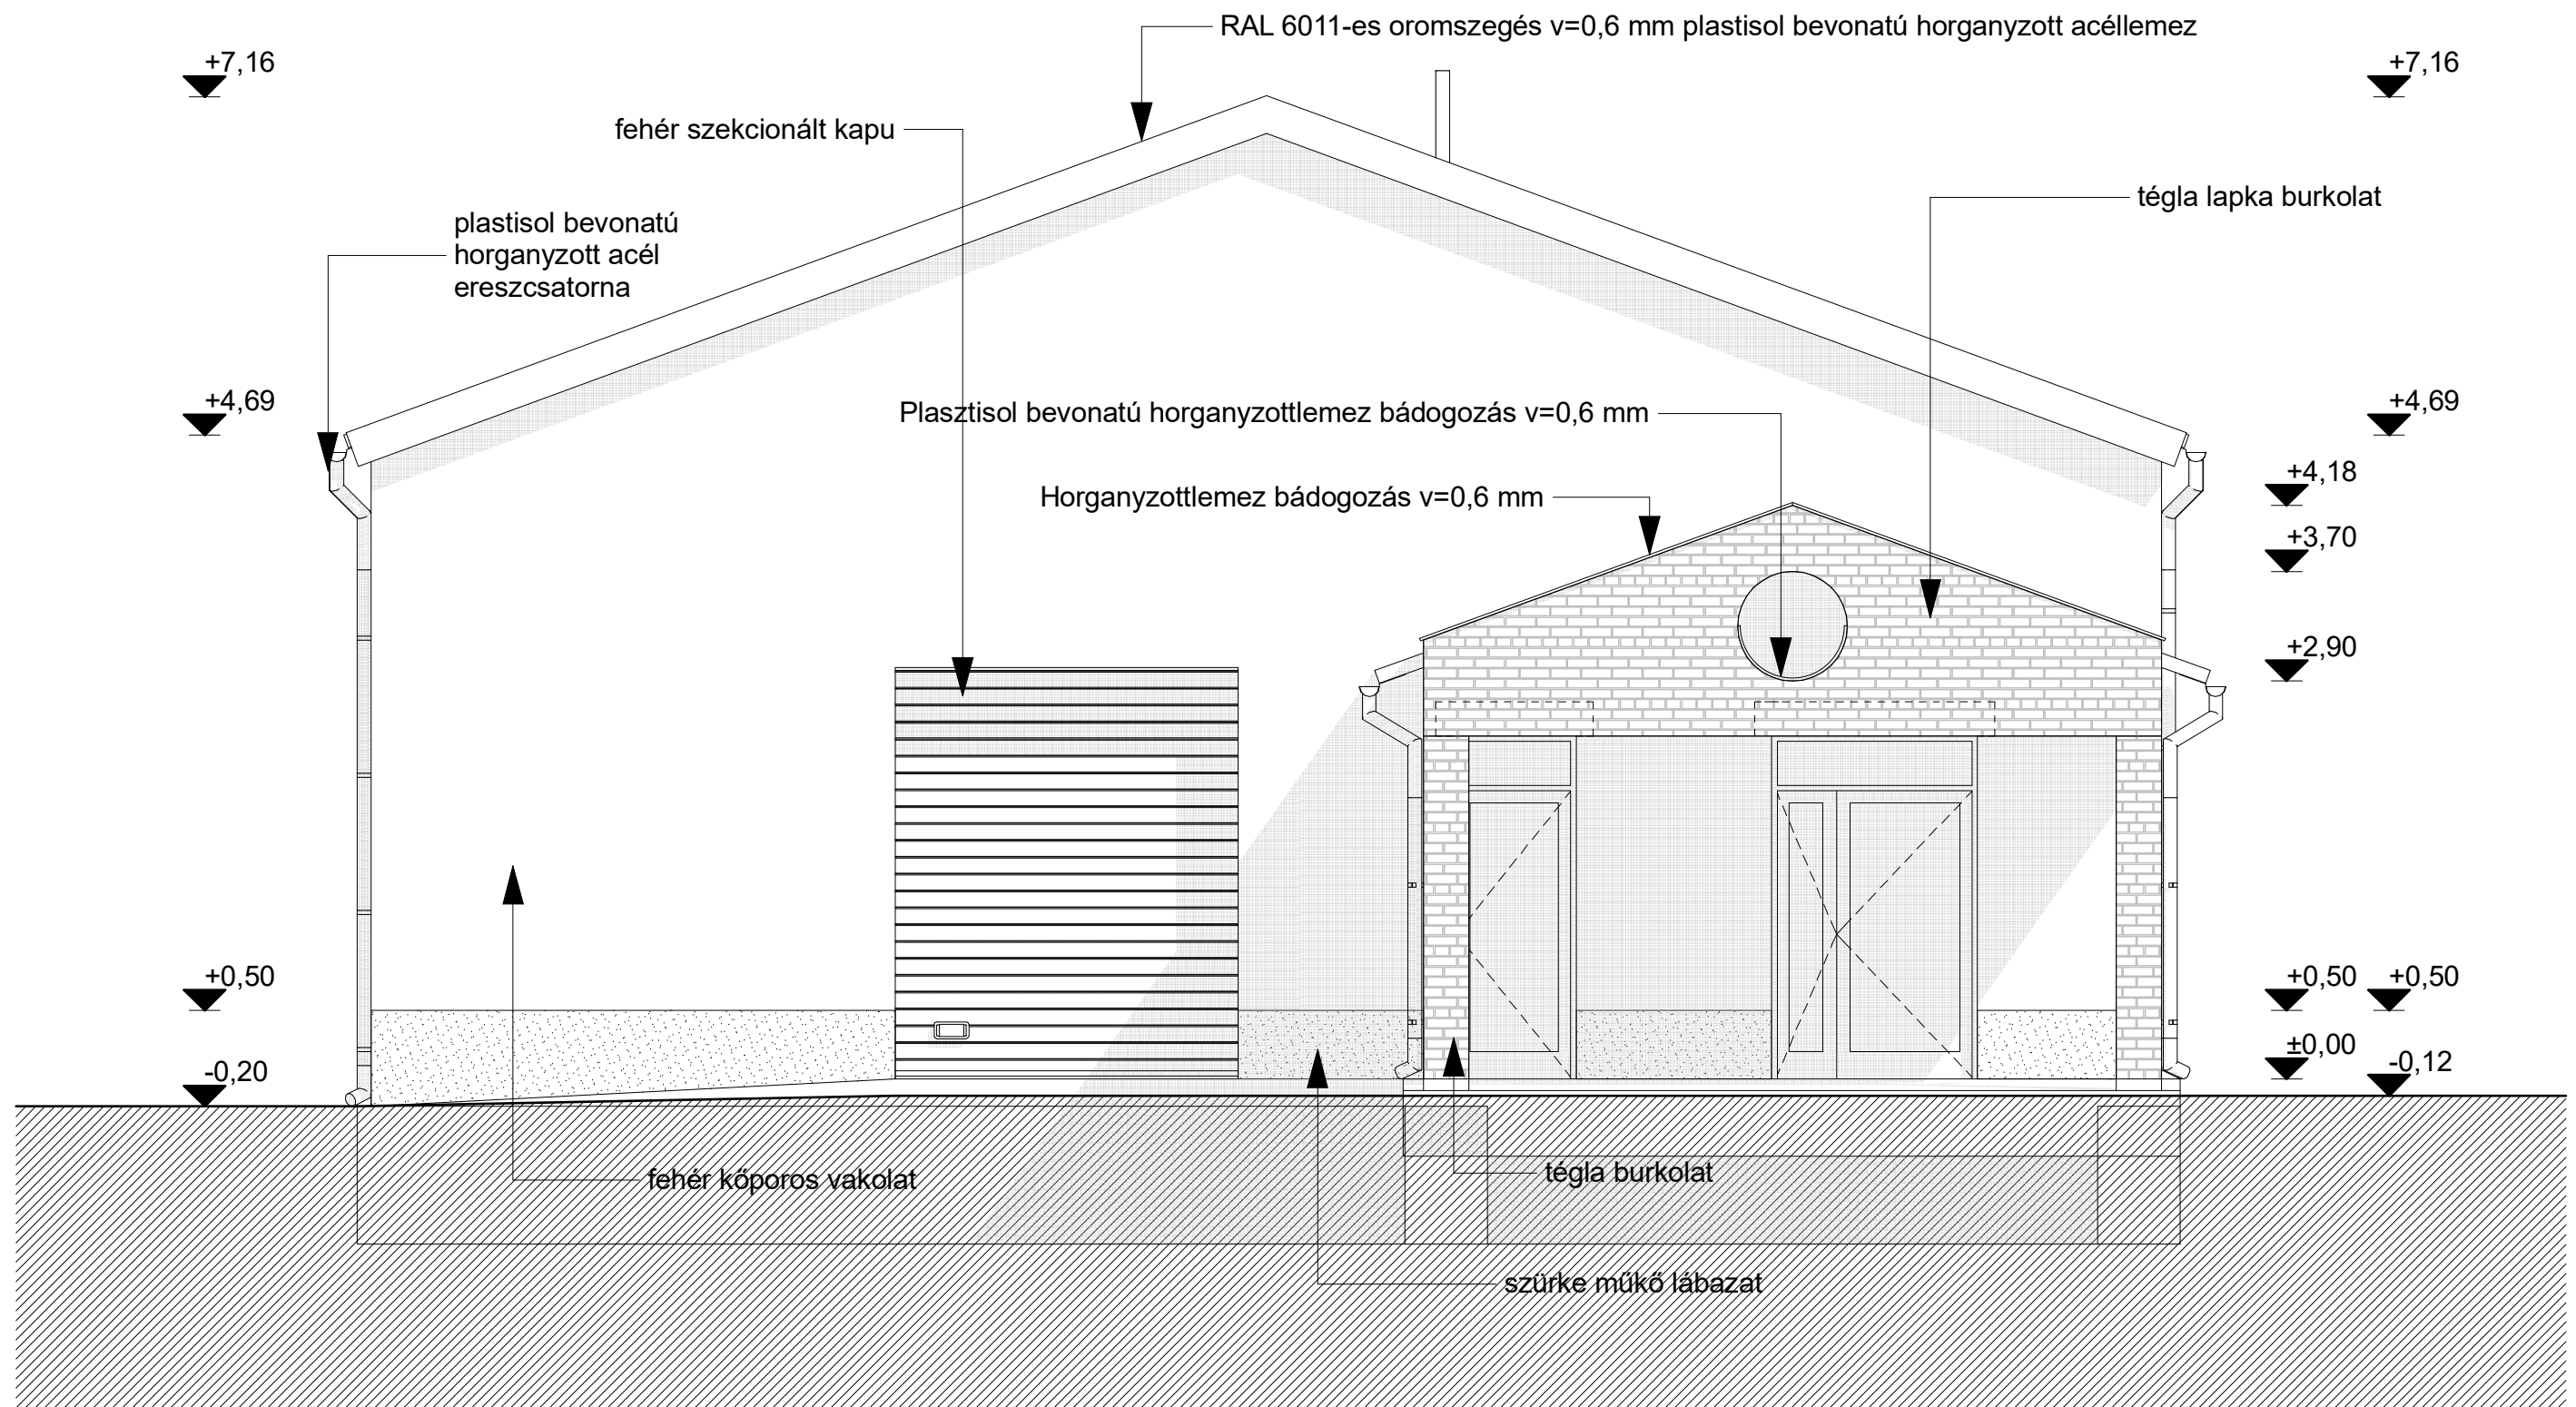 RAL 6011-es oromszegés v=0,6 mm plastisol bevonatú horganyzott acéllemez
+7,16
+7,16
fehér szekcionált kapu
tégla lapka burkolat
plastisol bevonatú
horganyzott acél
ereszcsatorna
+4,69
Plasztisol bevonatú horganyzottlemez bádogozás v=0,6 mm
+4,69
+4,18
Horganyzottlemez bádogozás v=0,6 mm
+3,70
+2,90
+0,50
+0,50
+0,50
±0,00
-0,20
-0,12
fehér kőporos vakolat
tégla burkolat
szürke műkő lábazat